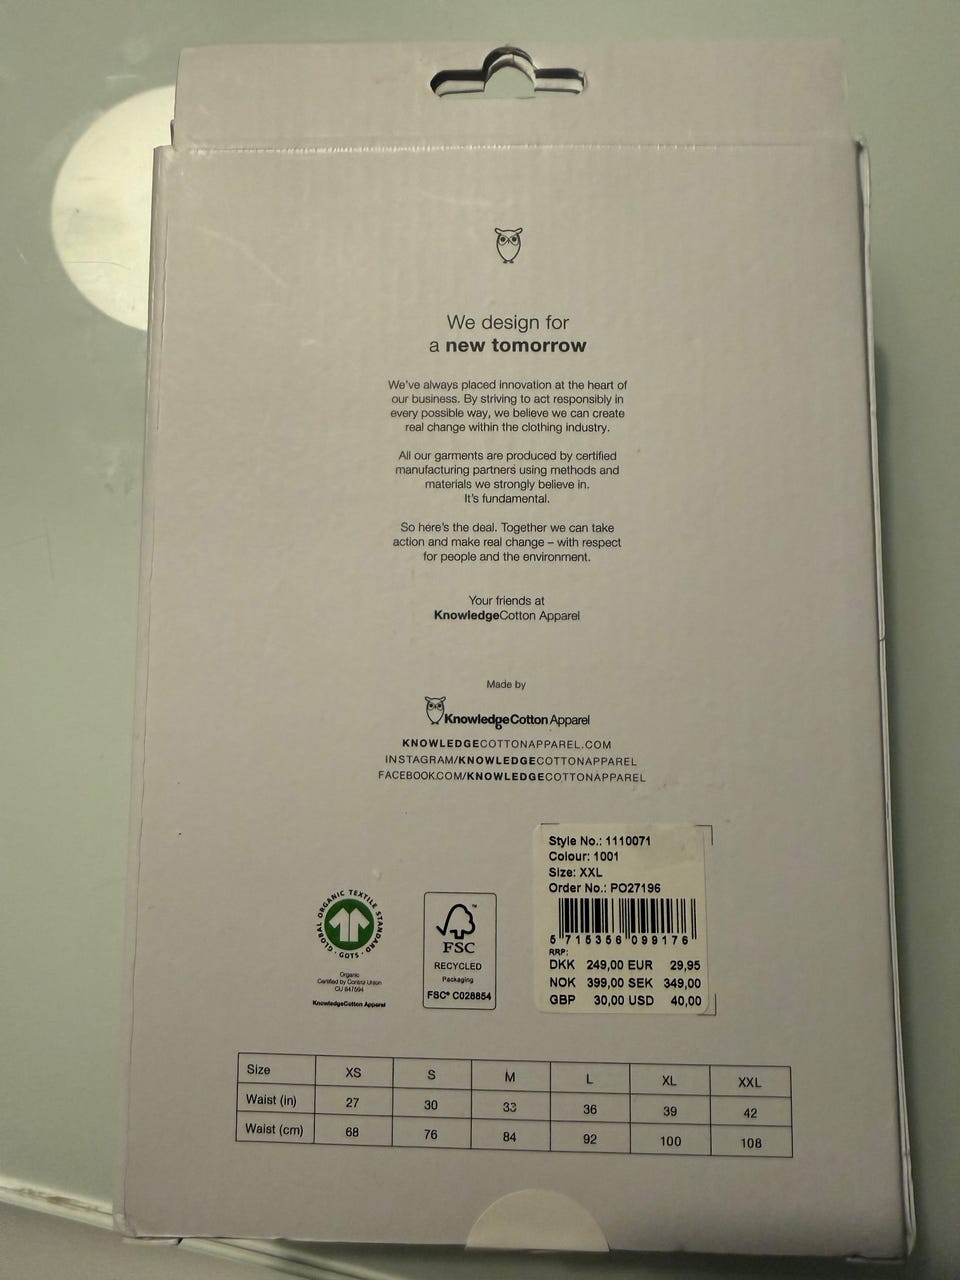 We design for
a new tomorrow
We've always placed innovation at the heart of
our business. By striving to act responsibly in
every possible way, we believe we can create
real change within the clothing industry.
All our garments are produced by certified
manufacturing partners using methods and
materials we strongly believe in.
It's fundamental.
So here's the deal. Together we can take
action and make real change – with respect
for people and the environment.
Your friends at
KnowledgeCotton Apparel
Made by
KnowledgeCotton Apparel
KNOWLEDGECOTTONAPPAREL.COM
INSTAGRAM/KNOWLEDGECOTTONAPPAREL
FACEBOOK.COM/KNOWLEDGECOTTONAPPAREL
GLOBAL ORGANIC TEXTILE STANDARD · GOTS ·
Organic
Certified by Control Union
CU 847594
KnowledgeCotton Apparel
™
FSC
RECYCLED
Packaging
FSC® C028854
Style No.: 1110071
Colour: 1001
Size: XXL
Order No.: PO27196
5 715356 099176
RRP:
DKK 249,00 EUR 29,95
NOK 399,00 SEK 349,00
GBP 30,00 USD 40,00
Size XS S M L XL XXL
Waist (in) 27 30 33 36 39 42
Waist (cm) 68 76 84 92 100 108